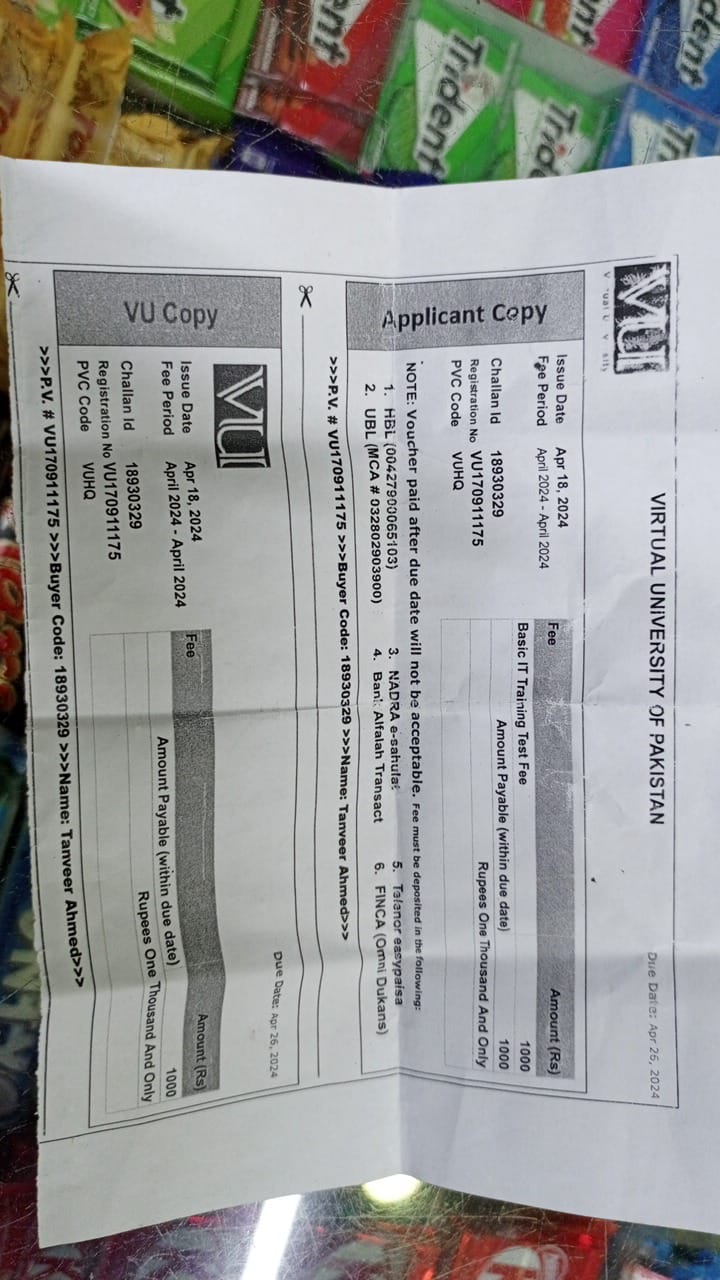 Trident
Trident
VU
VIRTUAL UNIVERSITY OF PAKISTAN
Due Date: Apr 26, 2024
Applicant Copy
Issue Date Apr 18, 2024
Fee Period April 2024 - April 2024
Challan Id 18930329
Registration No VU170911175
PVC Code VUHQ
Fee Amount (Rs)
Basic IT Training Test Fee 1000
Amount Payable (within due date) 1000
Rupees One Thousand And Only
NOTE: Voucher paid after due date will not be acceptable. Fee must be deposited in the following:
1. HBL (00427900065103) 3. NADRA e-sahulat 5. Telenor easypaisa
2. UBL (MCA # 032802903900) 4. Bank Alfalah Transact 6. FINCA (Omni Dukans)
>>>P.V. # VU170911175 >>>Buyer Code: 18930329 >>>Name: Tanveer Ahmed>>>
VU Copy
VU
Due Date: Apr 26, 2024
Issue Date Apr 18, 2024
Fee Period April 2024 - April 2024
Challan Id 18930329
Registration No VU170911175
PVC Code VUHQ
Fee Amount (Rs)
Amount Payable (within due date) 1000
Rupees One Thousand And Only
>>>P.V. # VU170911175 >>>Buyer Code: 18930329 >>>Name: Tanveer Ahmed>>>